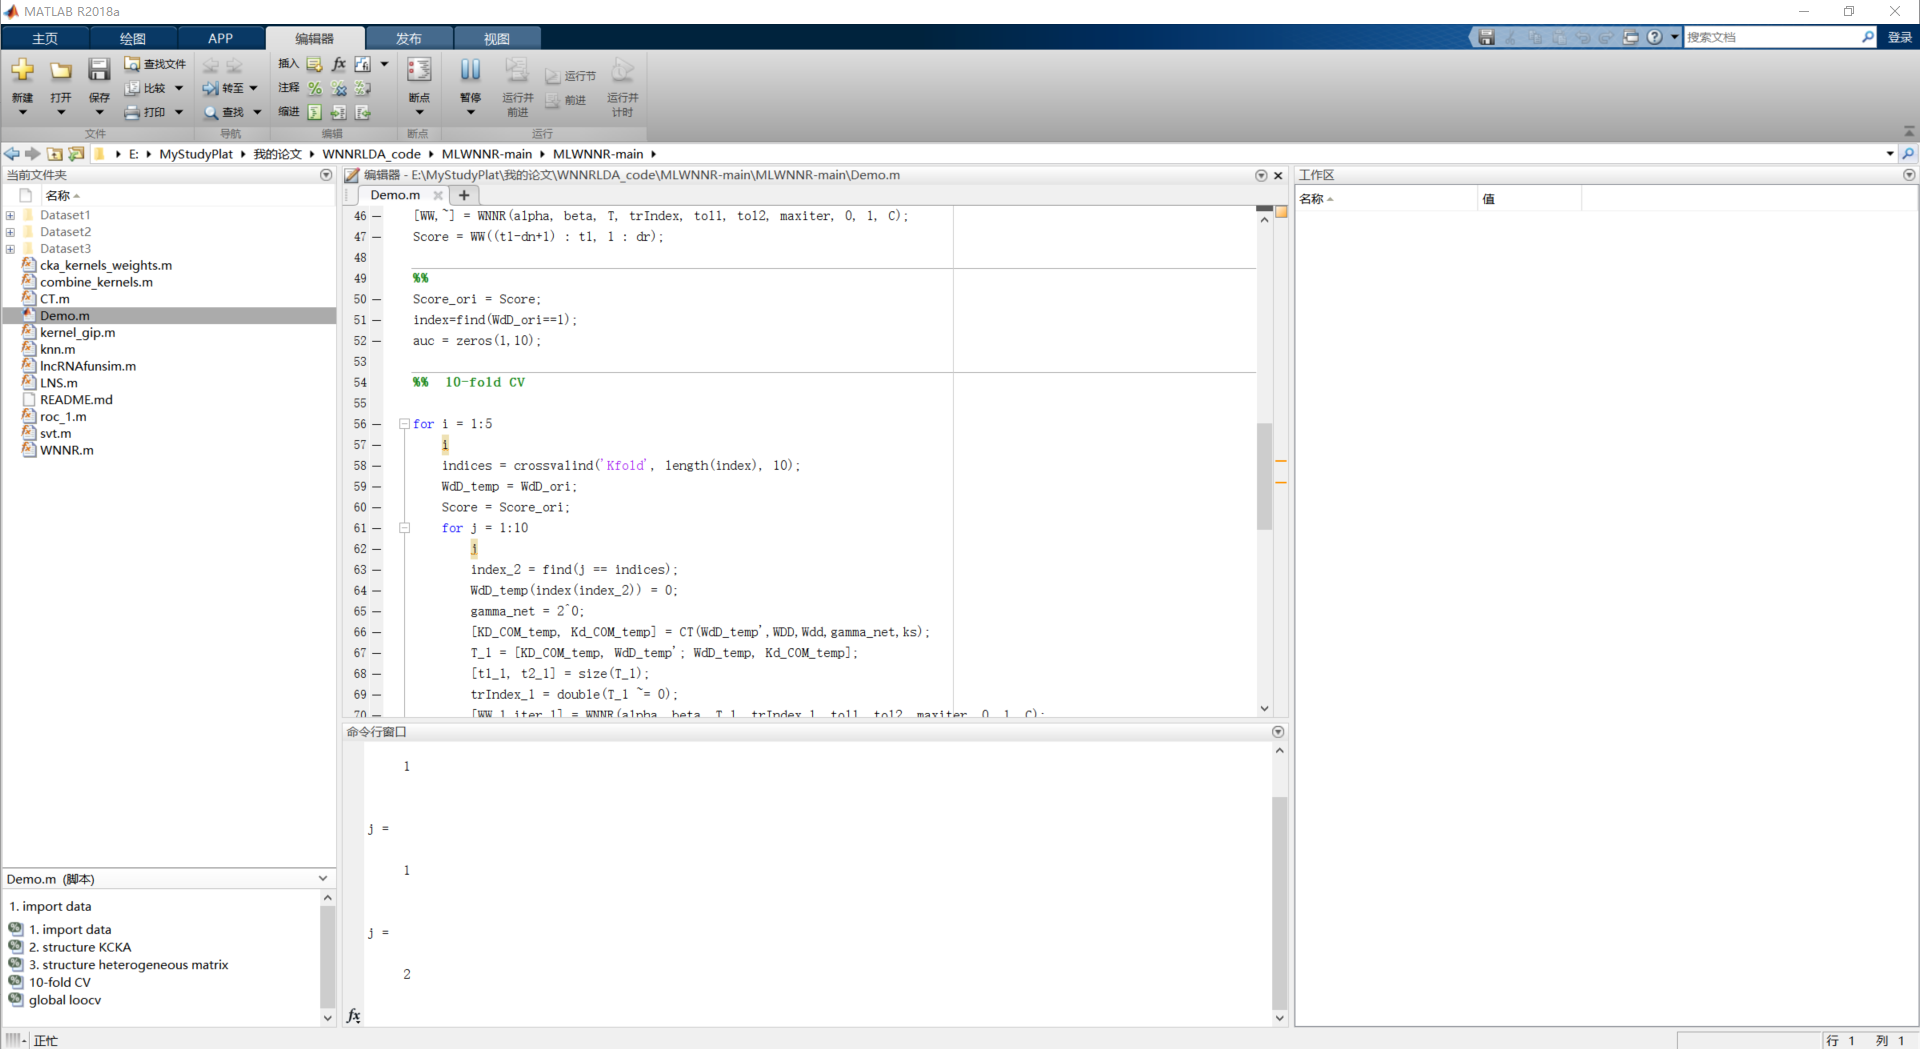 MATLAB R2018a
主页 绘图 APP 编辑器 发布 视图
搜索文档 登录
新建 打开 保存 查找文件 比较 打印 转至 查找 插入 fx 注释 缩进 断点 暂停 运行并前进 运行节 前进 运行并计时
文件 导航 编辑 断点 运行
E: MyStudyPlat 我的论文 WNNRLDA_code MLWNNR-main MLWNNR-main
当前文件夹
名称
Dataset1
Dataset2
Dataset3
cka_kernels_weights.m
combine_kernels.m
CT.m
Demo.m
kernel_gip.m
knn.m
lncRNAfunsim.m
LNS.m
README.md
roc_1.m
svt.m
WNNR.m
Demo.m (脚本)
1. import data
1. import data
2. structure KCKA
3. structure heterogeneous matrix
10-fold CV
global loocv
编辑器 - E:\MyStudyPlat\我的论文\WNNRLDA_code\MLWNNR-main\MLWNNR-main\Demo.m
Demo.m
46 – [WW,~] = WNNR(alpha, beta, T, trIndex, tol1, tol2, maxiter, 0, 1, C);
47 – Score = WW((t1-dn+1) : t1, 1 : dr);
48
49 %%
50 – Score_ori = Score;
51 – index=find(WdD_ori==1);
52 – auc = zeros(1,10);
53
54 %% 10-fold CV
55
56 – for i = 1:5
57 – i
58 – indices = crossvalind('Kfold', length(index), 10);
59 – WdD_temp = WdD_ori;
60 – Score = Score_ori;
61 – for j = 1:10
62 – j
63 – index_2 = find(j == indices);
64 – WdD_temp(index(index_2)) = 0;
65 – gamma_net = 2^0;
66 – [KD_COM_temp, Kd_COM_temp] = CT(WdD_temp',WDD,Wdd,gamma_net,ks);
67 – T_1 = [KD_COM_temp, WdD_temp'; WdD_temp, Kd_COM_temp];
68 – [t1_1, t2_1] = size(T_1);
69 – trIndex_1 = double(T_1 ~= 0);
70 – [WW_1,iter_1] = WNNR(alpha, beta, T_1, trIndex_1, tol1, tol2, maxiter, 0, 1, C);
命令行窗口
1
j =
1
j =
2
fx
工作区
名称 值
正忙
行 1 列 1